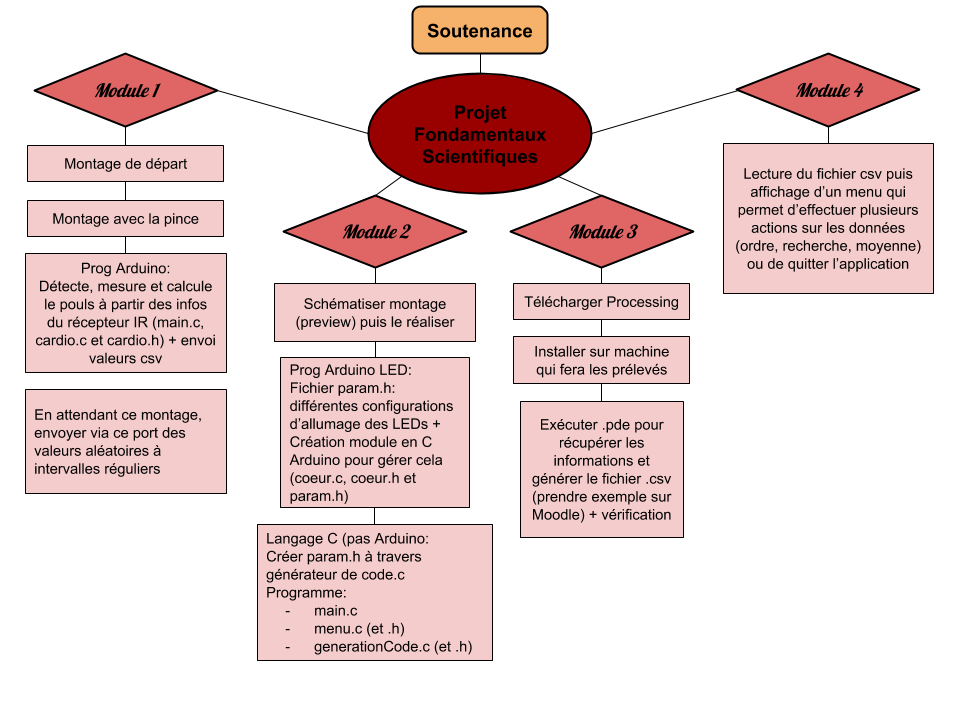 Soutenance
Projet
Fondamentaux
Scientifiques
Module 1
Montage de départ
Montage avec la pince
Prog Arduino:
Détecte, mesure et calcule
le pouls à partir des infos
du récepteur IR (main.c,
cardio.c et cardio.h) + envoi
valeurs csv
En attendant ce montage,
envoyer via ce port des
valeurs aléatoires à
intervalles réguliers
Module 2
Schématiser montage
(preview) puis le réaliser
Prog Arduino LED:
Fichier param.h:
différentes configurations
d'allumage des LEDs +
Création module en C
Arduino pour gérer cela
(coeur.c, coeur.h et
param.h)
Langage C (pas Arduino:
Créer param.h à travers
générateur de code.c
Programme:
- main.c
- menu.c (et .h)
- generationCode.c (et .h)
Module 3
Télécharger Processing
Installer sur machine
qui fera les prélevés
Exécuter .pde pour
récupérer les
informations et
générer le fichier .csv
(prendre exemple sur
Moodle) + vérification
Module 4
Lecture du fichier csv puis
affichage d'un menu qui
permet d'effectuer plusieurs
actions sur les données
(ordre, recherche, moyenne)
ou de quitter l'application